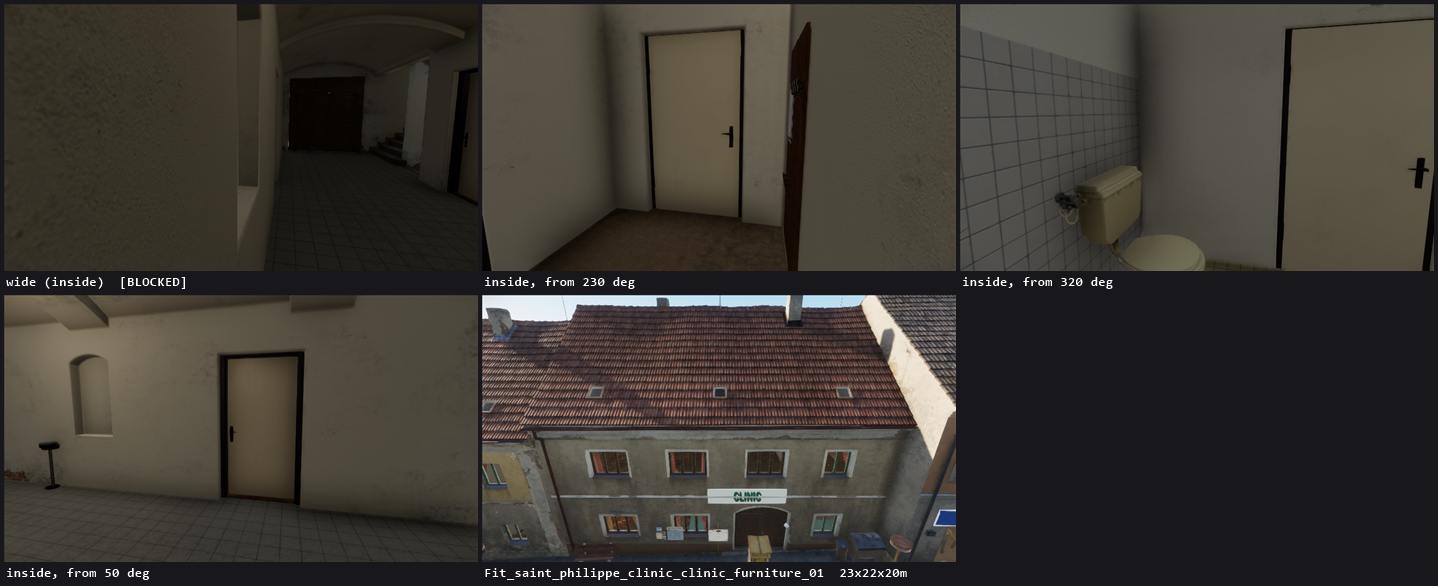 wide (inside)  [BLOCKED]
inside, from 230 deg
inside, from 320 deg
CLINIC
inside, from 50 deg
Fit_saint_philippe_clinic_clinic_furniture_01  23x22x20m